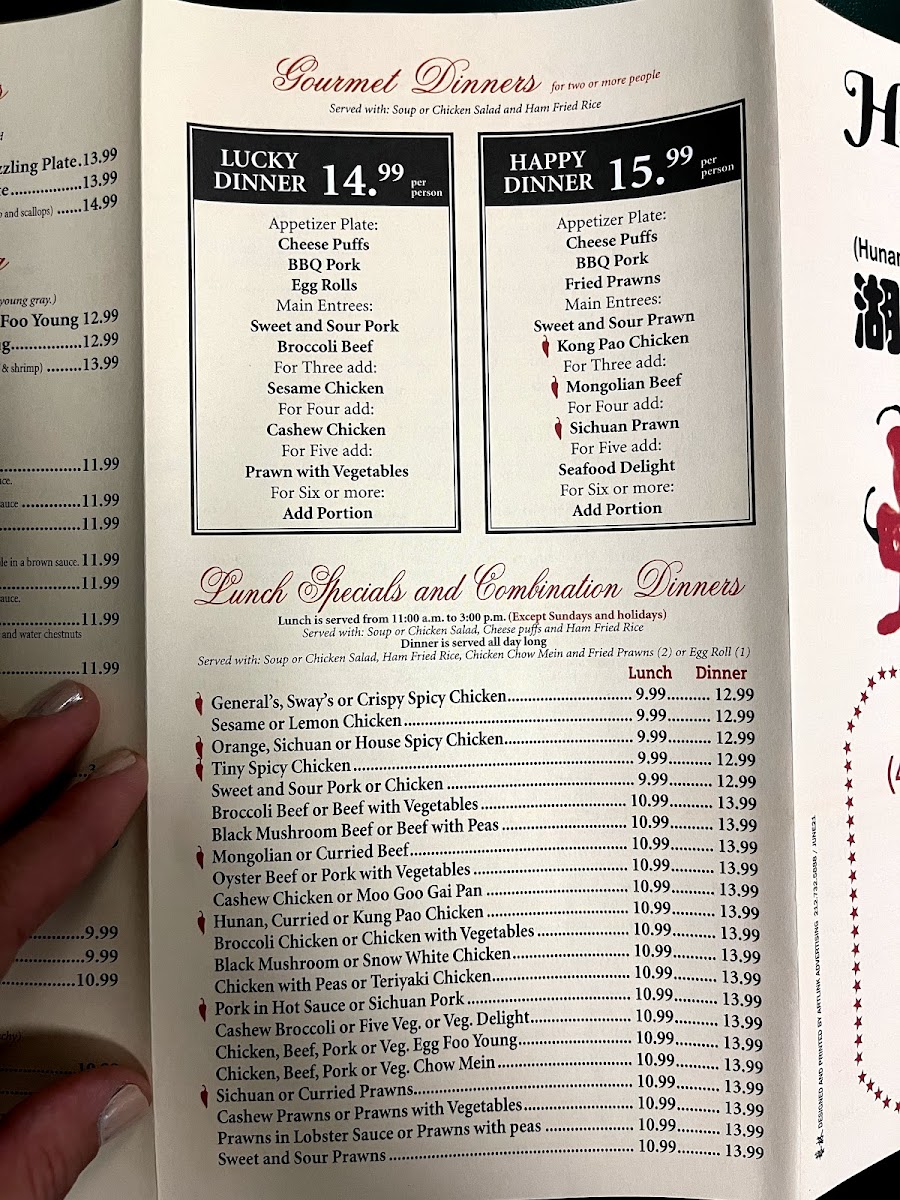 zzling Plate.13.99
.................13.99
and scallops) ......14.99
young gray.)
Foo Young 12.99
................12.99
& shrimp) ........13.99
.....................11.99
sauce ................11.99
.....................11.99
le in a brown sauce. 11.99
.....................11.99
sauce.
.....................11.99
and water chestnuts
.....................11.99
..............9.99
..............9.99
.............10.99
Gourmet Dinners for two or more people
Served with: Soup or Chicken Salad and Ham Fried Rice
LUCKY DINNER 14.99 per person
Appetizer Plate:
Cheese Puffs
BBQ Pork
Egg Rolls
Main Entrees:
Sweet and Sour Pork
Broccoli Beef
For Three add:
Sesame Chicken
For Four add:
Cashew Chicken
For Five add:
Prawn with Vegetables
For Six or more:
Add Portion
HAPPY DINNER 15.99 per person
Appetizer Plate:
Cheese Puffs
BBQ Pork
Fried Prawns
Main Entrees:
Sweet and Sour Prawn
Kong Pao Chicken
For Three add:
Mongolian Beef
For Four add:
Sichuan Prawn
For Five add:
Seafood Delight
For Six or more:
Add Portion
Lunch Specials and Combination Dinners
Lunch is served from 11:00 a.m. to 3:00 p.m. (Except Sundays and holidays)
Served with: Soup or Chicken Salad, Cheese puffs and Ham Fried Rice
Dinner is served all day long
Served with: Soup or Chicken Salad, Ham Fried Rice, Chicken Chow Mein and Fried Prawns (2) or Egg Roll (1)
Lunch Dinner
General's, Sway's or Crispy Spicy Chicken............ 9.99......... 12.99
Sesame or Lemon Chicken............ 9.99......... 12.99
Orange, Sichuan or House Spicy Chicken............ 9.99......... 12.99
Tiny Spicy Chicken............ 9.99......... 12.99
Sweet and Sour Pork or Chicken............ 9.99......... 12.99
Broccoli Beef or Beef with Vegetables............ 10.99......... 13.99
Black Mushroom Beef or Beef with Peas............ 10.99......... 13.99
Mongolian or Curried Beef............ 10.99......... 13.99
Oyster Beef or Pork with Vegetables............ 10.99......... 13.99
Cashew Chicken or Moo Goo Gai Pan............ 10.99......... 13.99
Hunan, Curried or Kung Pao Chicken............ 10.99......... 13.99
Broccoli Chicken or Chicken with Vegetables............ 10.99......... 13.99
Black Mushroom or Snow White Chicken............ 10.99......... 13.99
Chicken with Peas or Teriyaki Chicken............ 10.99......... 13.99
Pork in Hot Sauce or Sichuan Pork............ 10.99......... 13.99
Cashew Broccoli or Five Veg. or Veg. Delight............ 10.99......... 13.99
Chicken, Beef, Pork or Veg. Egg Foo Young............ 10.99......... 13.99
Chicken, Beef, Pork or Veg. Chow Mein............ 10.99......... 13.99
Sichuan or Curried Prawns............ 10.99......... 13.99
Cashew Prawns or Prawns with Vegetables............ 10.99......... 13.99
Prawns in Lobster Sauce or Prawns with peas............ 10.99......... 13.99
Sweet and Sour Prawns............ 10.99......... 13.99
DESIGNED AND PRINTED BY ARTLINK ADVERTISING 212.732.5888 / JUNE21
H
(Hunan
湖
(4